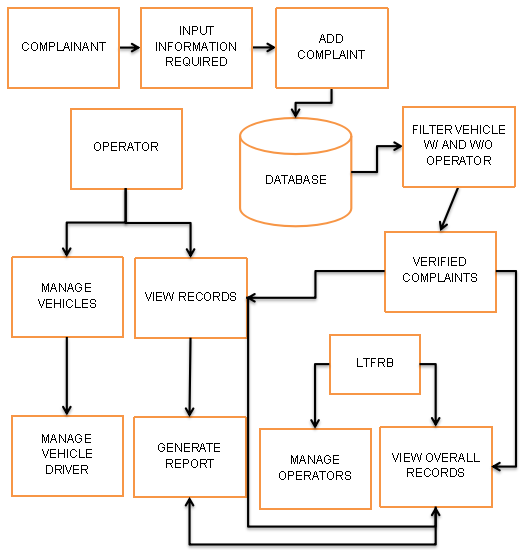 COMPLAINANT
INPUT
INFORMATION
REQUIRED
ADD
COMPLAINT
OPERATOR
DATABASE
FILTER VEHICLE
W/ AND W/O
OPERATOR
MANAGE
VEHICLES
VIEW RECORDS
VERIFIED
COMPLAINTS
LTFRB
MANAGE
VEHICLE
DRIVER
GENERATE
REPORT
MANAGE
OPERATORS
VIEW OVERALL
RECORDS